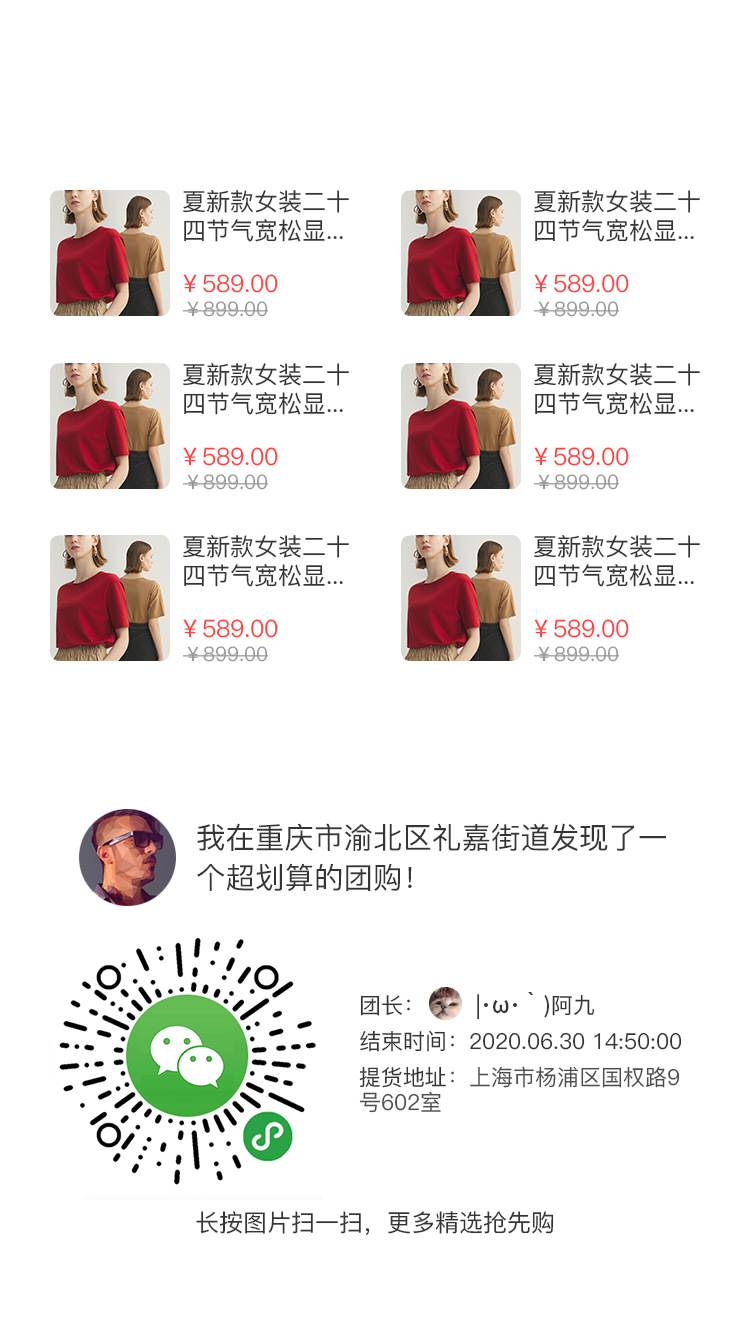 夏新款女装二十
四节气宽松显...
￥589.00
￥899.00
夏新款女装二十
四节气宽松显...
￥589.00
￥899.00
夏新款女装二十
四节气宽松显...
￥589.00
￥899.00
夏新款女装二十
四节气宽松显...
￥589.00
￥899.00
夏新款女装二十
四节气宽松显...
￥589.00
￥899.00
夏新款女装二十
四节气宽松显...
￥589.00
￥899.00
我在重庆市渝北区礼嘉街道发现了一
个超划算的团购！
团长： |･ω･｀)阿九
结束时间：2020.06.30 14:50:00
提货地址：上海市杨浦区国权路9
号602室
长按图片扫一扫，更多精选抢先购